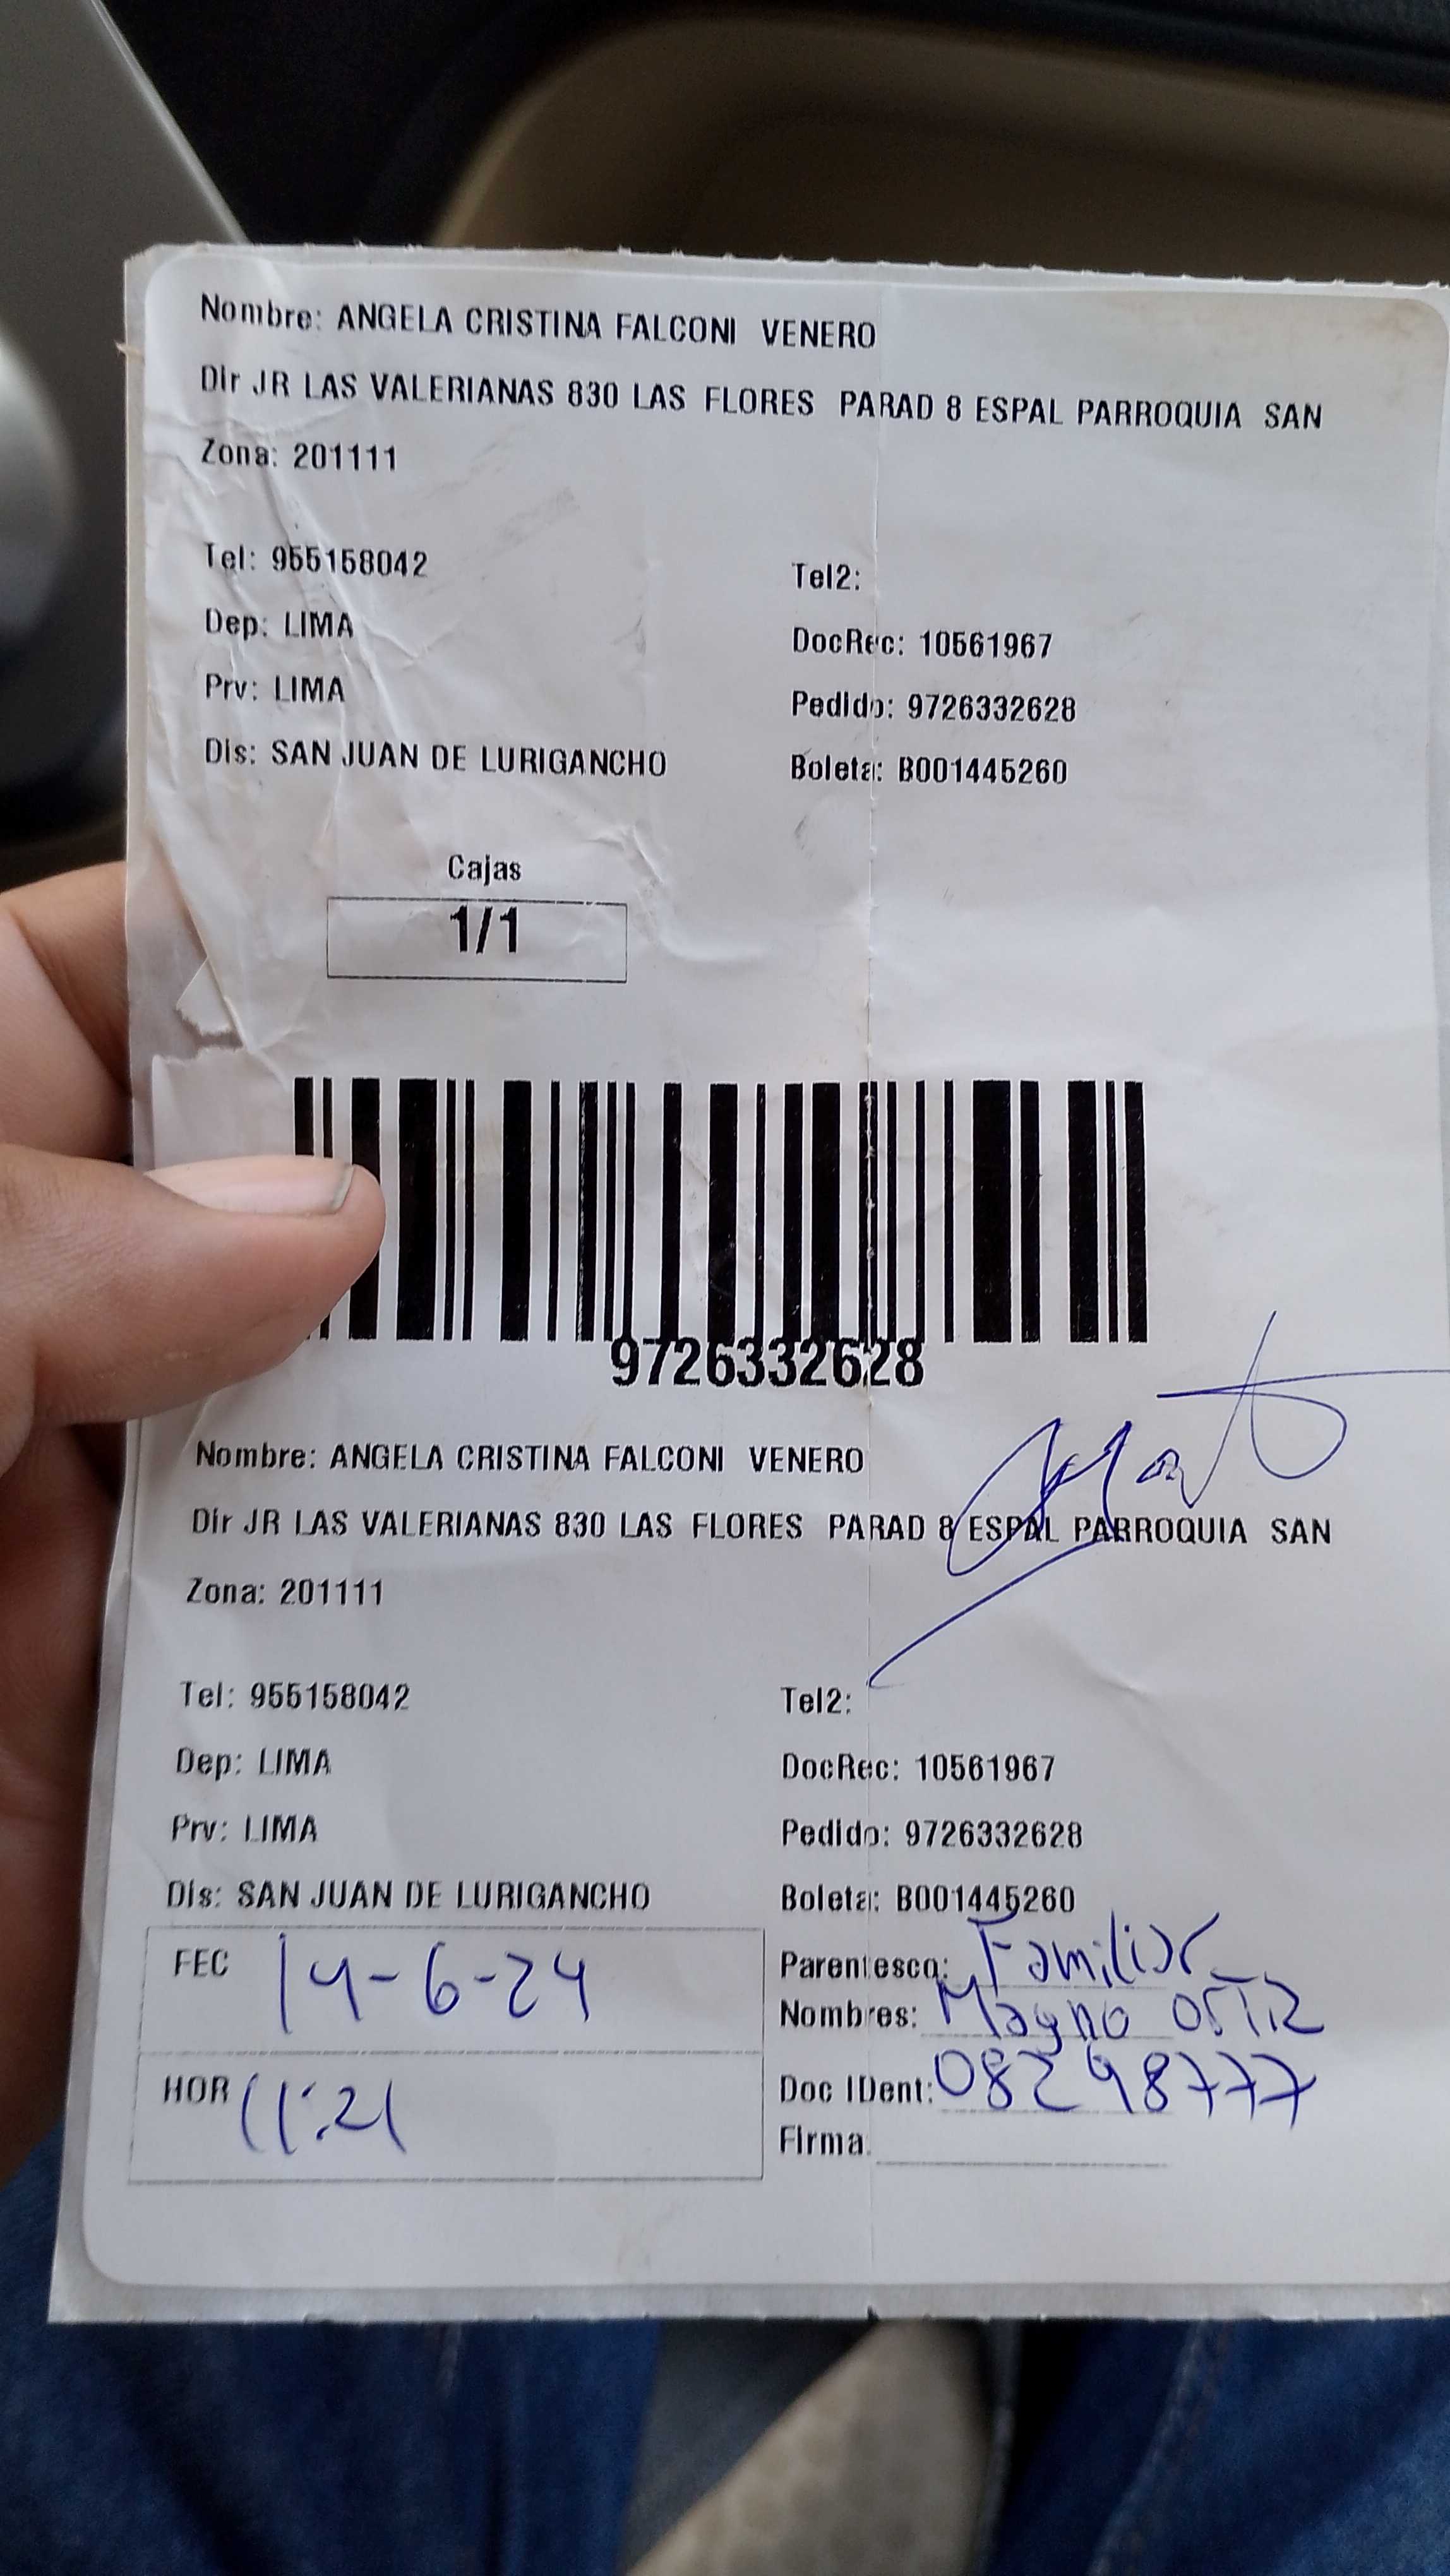 Nombre: ANGELA CRISTINA FALCONI VENERO
Dir JR LAS VALERIANAS 830 LAS FLORES PARAD 8 ESPAL PARROQUIA SAN
Zona: 201111
Tel: 955158042 Tel2:
Dep: LIMA DocRec: 10561967
Prv: LIMA Pedido: 9726332628
Dis: SAN JUAN DE LURIGANCHO Boleta: B001445260
Cajas
1/1
9726332628
Nombre: ANGELA CRISTINA FALCONI VENERO
Dir JR LAS VALERIANAS 830 LAS FLORES PARAD 8 ESPAL PARROQUIA SAN
Zona: 201111
Tel: 955158042 Tel2:
Dep: LIMA DocRec: 10561967
Prv: LIMA Pedido: 9726332628
Dis: SAN JUAN DE LURIGANCHO Boleta: B001445260
FEC 14-6-24 Parentesco: Familiar
Nombres: Magno
HOR 11:21 Doc IDent: 08298777
Firma: